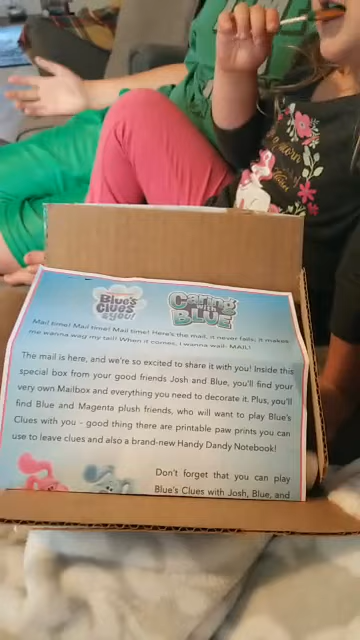 Blue's Clues & you!
Caring with BLUE
Mail time! Mail time! Mail time! Here's the mail, it never fails; it makes
me wanna wag my tail! When it comes, I wanna wail: MAIL!
The mail is here, and we're so excited to share it with you! Inside this
special box from your good friends Josh and Blue, you'll find your
very own Mailbox and everything you need to decorate it. Plus, you'll
find Blue and Magenta plush friends, who will want to play Blue's
Clues with you - good thing there are printable paw prints you can
use to leave clues and also a brand-new Handy Dandy Notebook!
Don't forget that you can play
Blue's Clues with Josh, Blue, and